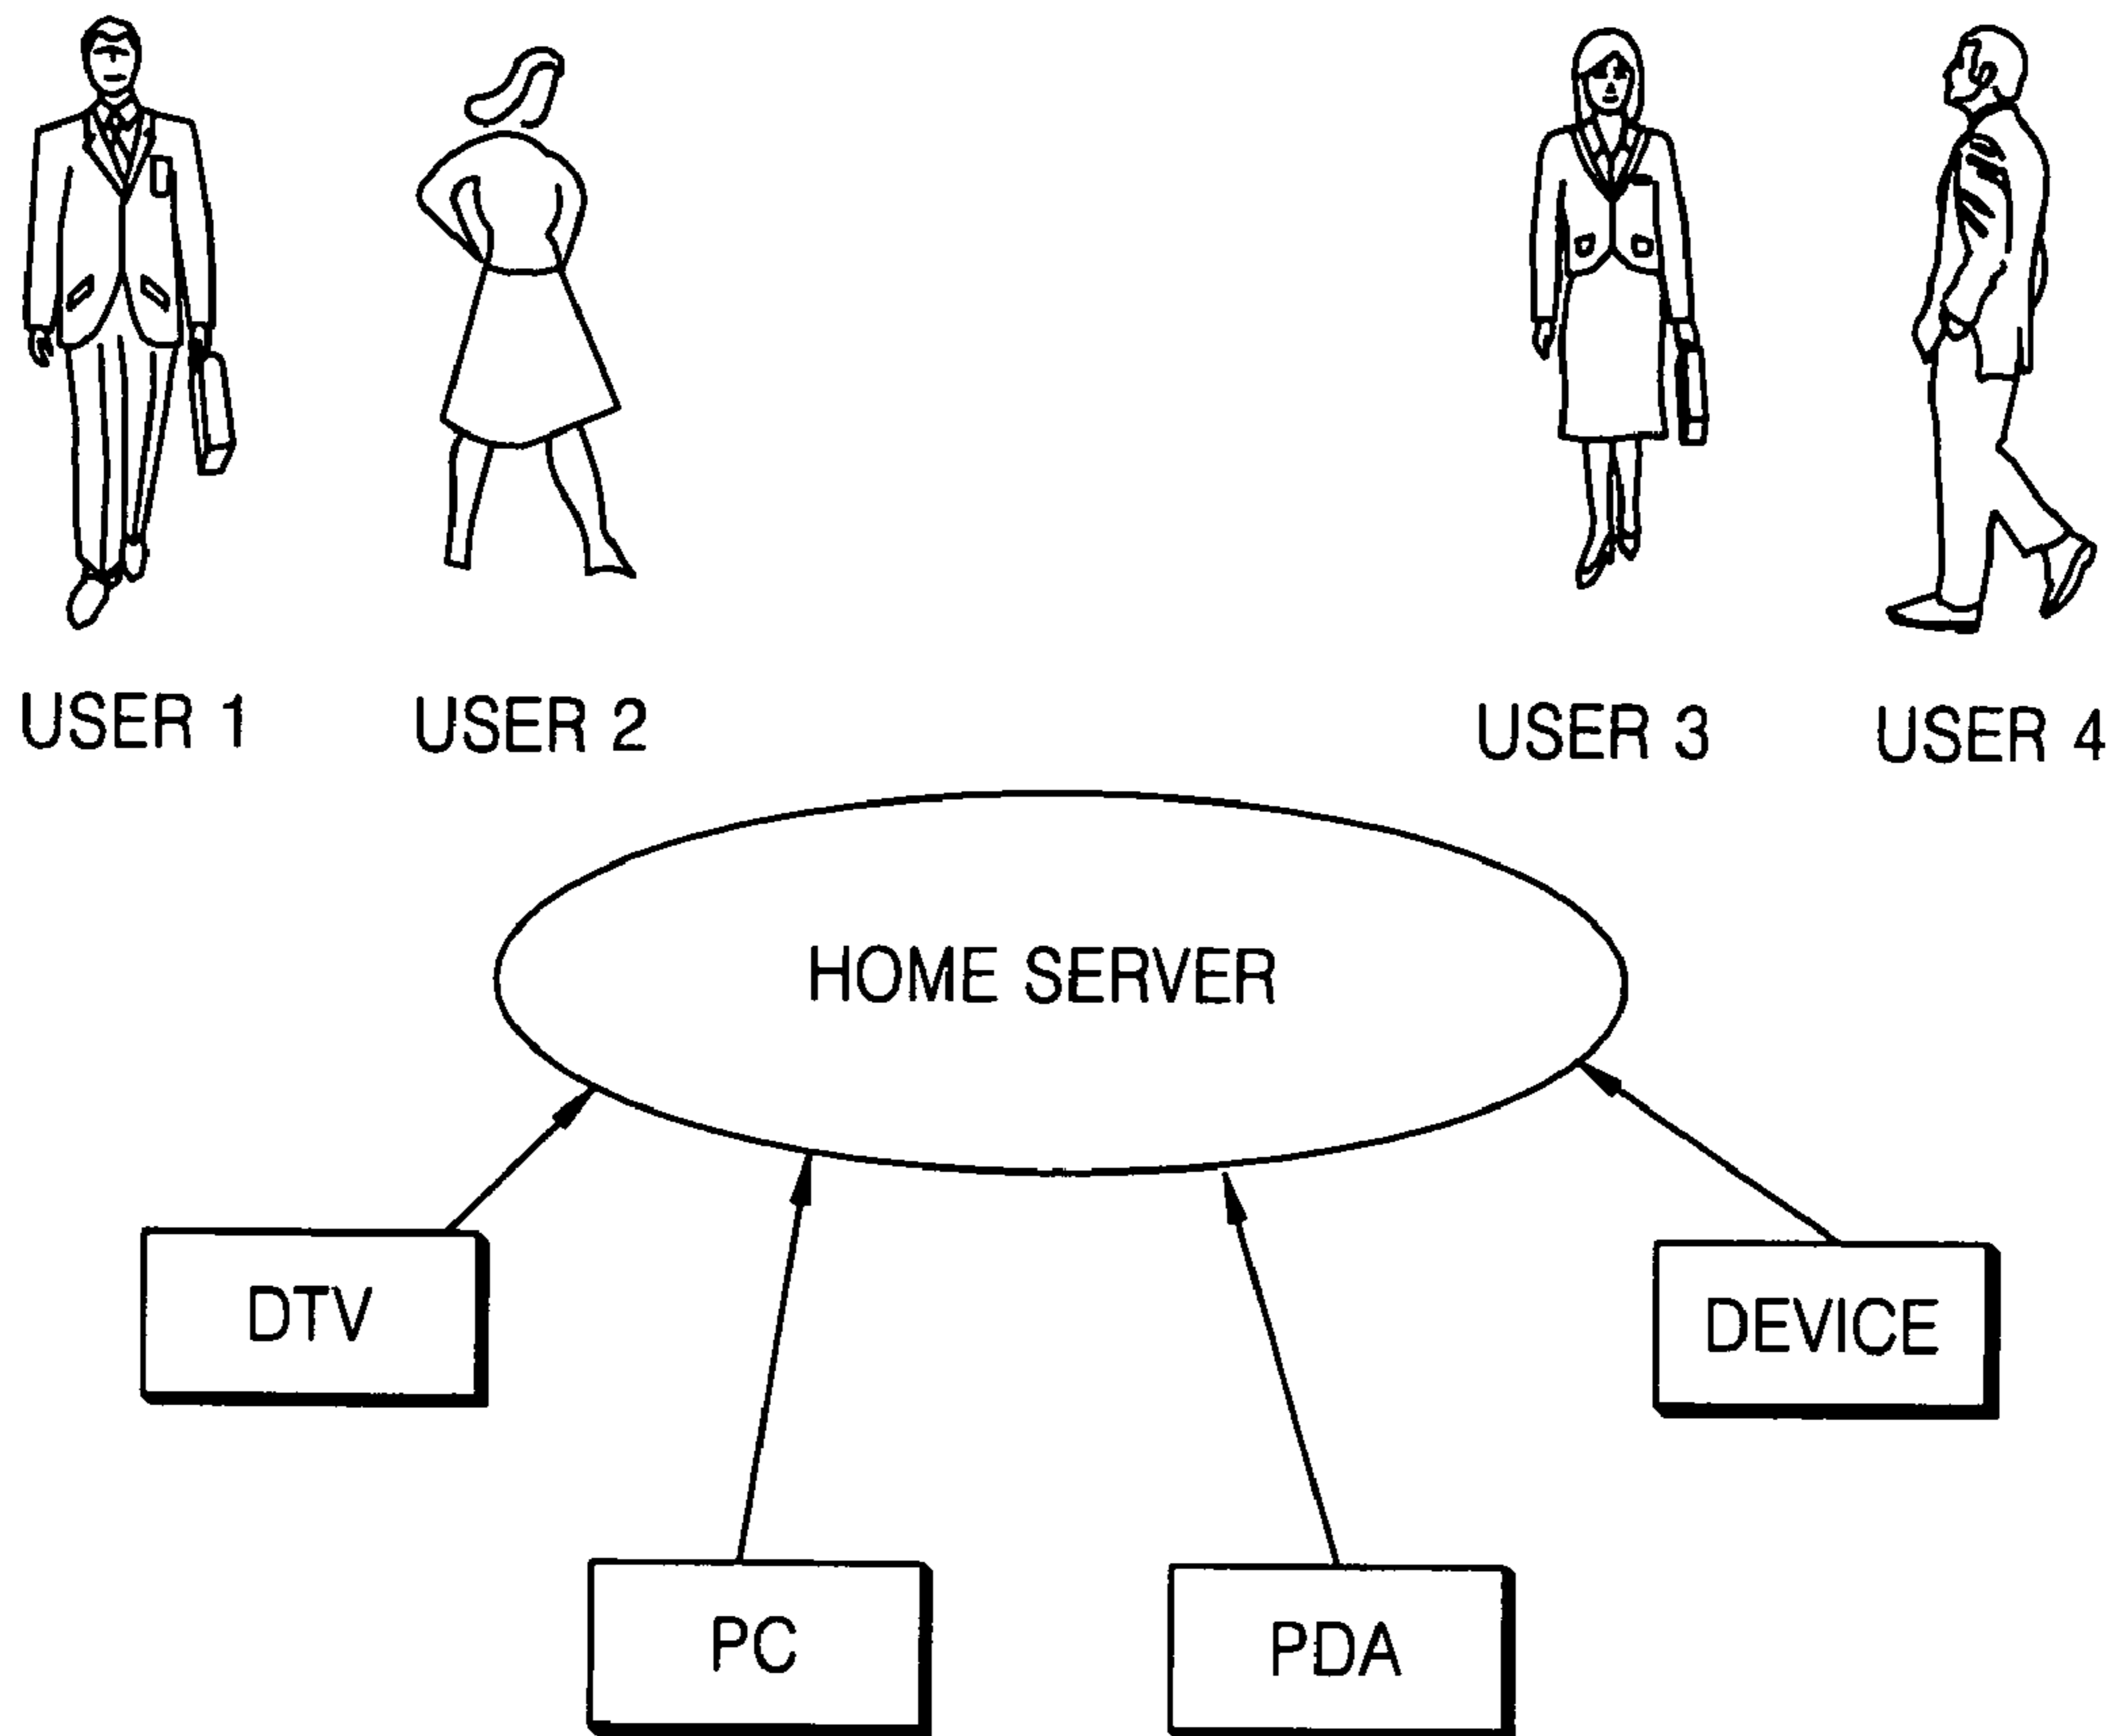 USER 1
USER 2
USER 3
USER 4
HOME SERVER
DTV
DEVICE
PC
PDA